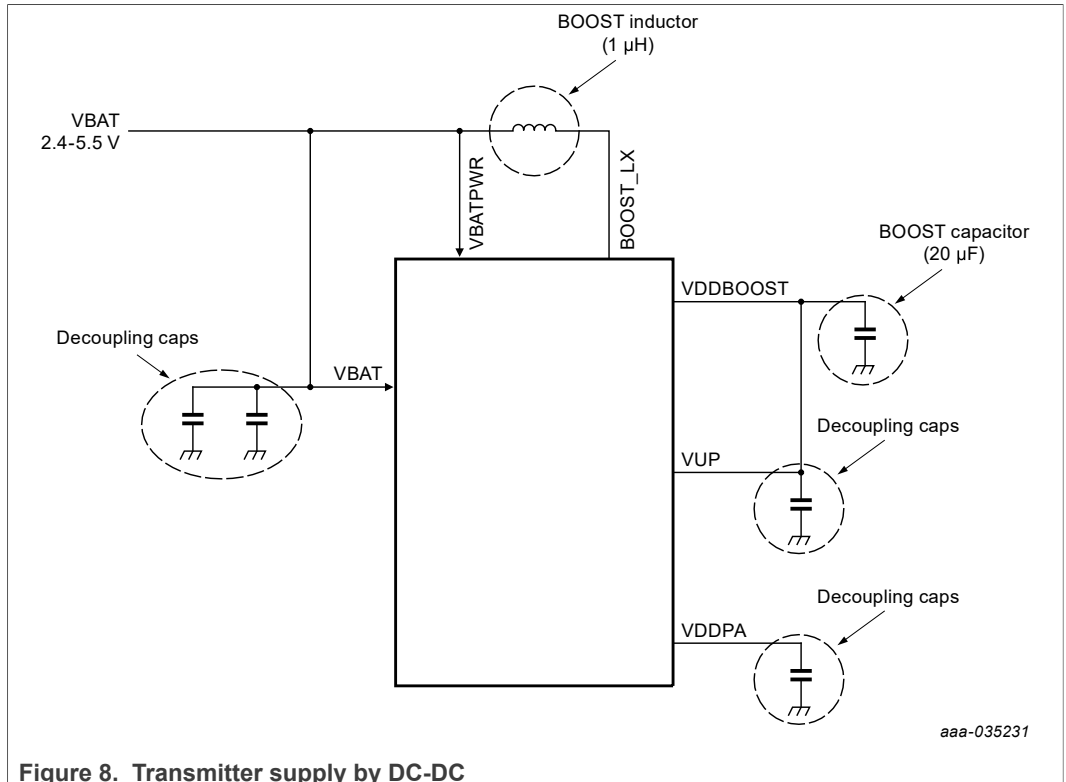 BOOST inductor
(1 µH)
VBAT
2.4-5.5 V
VBATPWR
BOOST_LX
BOOST capacitor
(20 µF)
VDDBOOST
Decoupling caps
VBAT
Decoupling caps
VUP
Decoupling caps
VDDPA
aaa-035231
Figure 8. Transmitter supply by DC-DC